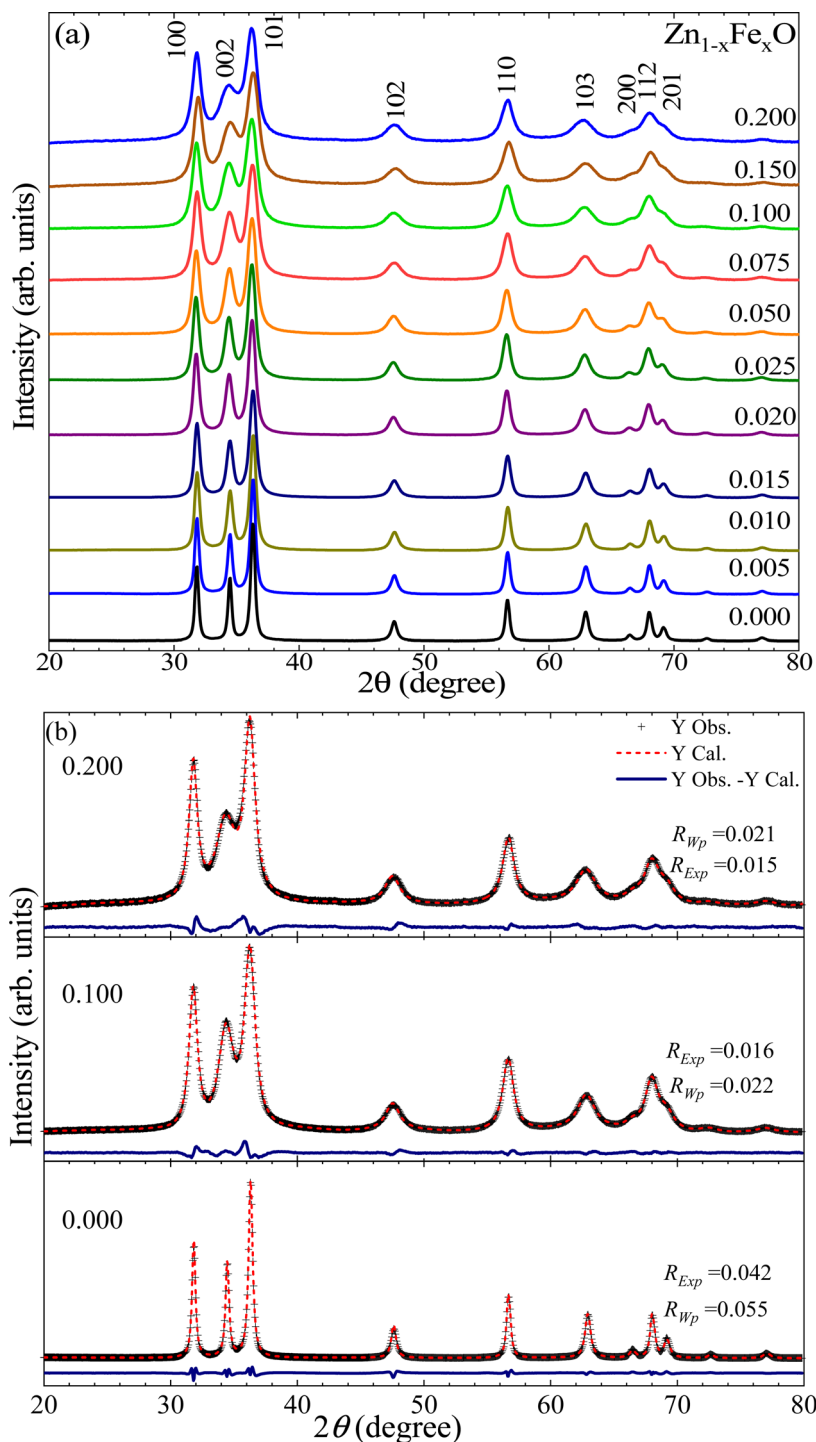 (a)
Zn1-xFexO
100
002
101
102
110
103
200
112
201
0.200
0.150
0.100
0.075
0.050
0.025
0.020
0.015
0.010
0.005
0.000
Intensity (arb. units)
20 30 40 50 60 70 80
2θ (degree)
(b)
Y Obs.
Y Cal.
Y Obs. -Y Cal.
0.200
RWp =0.021
RExp =0.015
0.100
RExp =0.016
RWp =0.022
0.000
RExp =0.042
RWp =0.055
Intensity (arb. units)
20 30 40 50 60 70 80
2θ (degree)